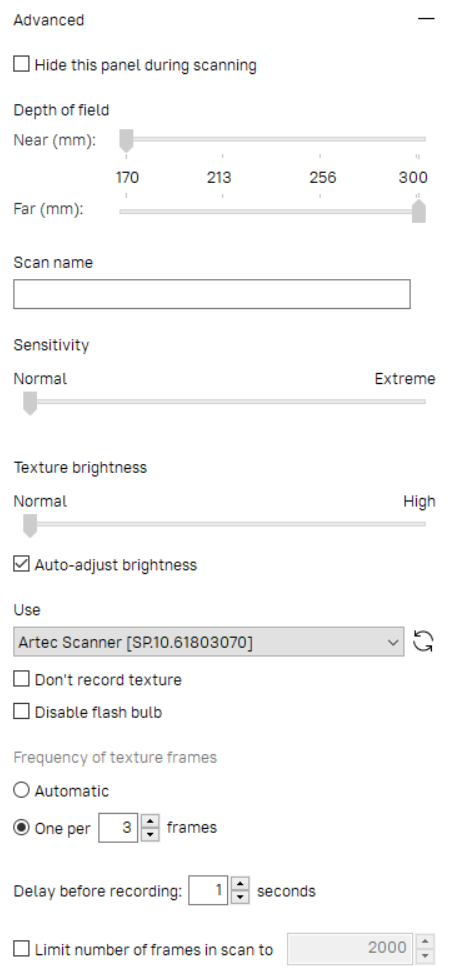 Advanced
Hide this panel during scanning
Depth of field
Near (mm):
170 213 256 300
Far (mm):
Scan name
Sensitivity
Normal Extreme
Texture brightness
Normal High
Auto-adjust brightness
Use
Artec Scanner [SP.10.61803070]
Don't record texture
Disable flash bulb
Frequency of texture frames
Automatic
One per 3 frames
Delay before recording: 1 seconds
Limit number of frames in scan to 2000